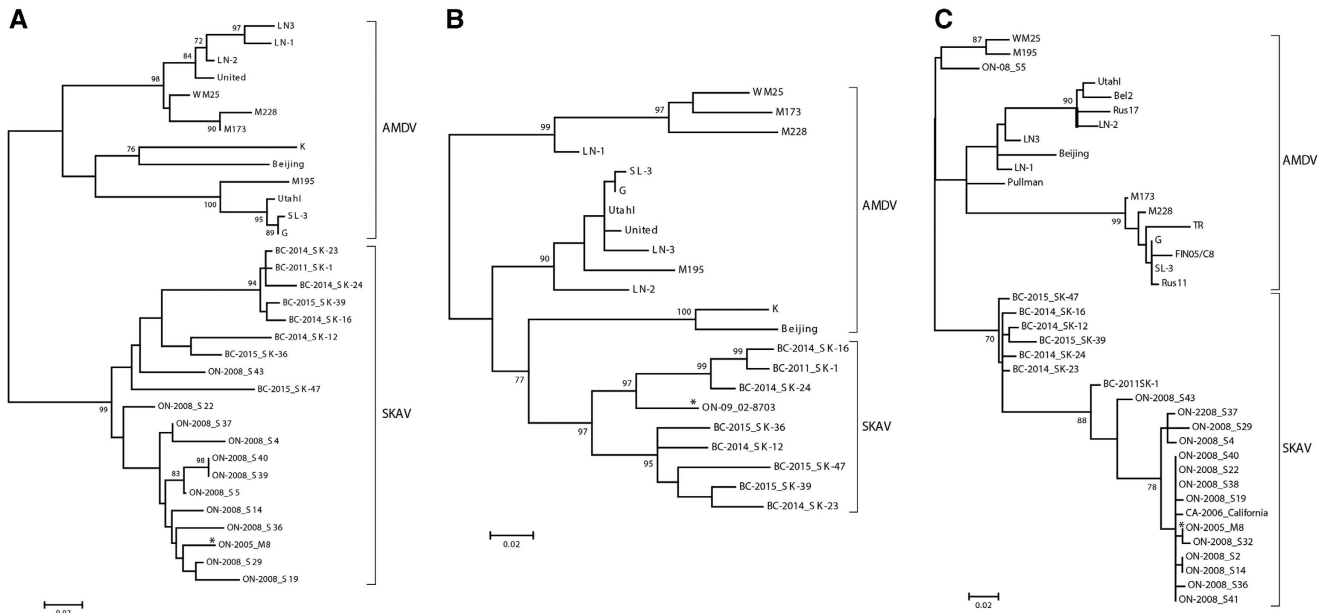 A
97
LN3
LN-1
72
84
LN-2
98
United
WM25
M228
90
M173
AMDV
76
K
Beijing
M195
100
UtahI
95
SL-3
89
G
BC-2014_SK-23
BC-2011_SK-1
94
BC-2014_SK-24
BC-2015_SK-39
BC-2014_SK-16
BC-2014_SK-12
BC-2015_SK-36
ON-2008_S43
99
BC-2015_SK-47
ON-2008_S22
SKAV
ON-2008_S37
ON-2008_S4
98
ON-2008_S40
83
ON-2008_S39
ON-2008_S5
ON-2008_S14
ON-2008_S36
*
ON-2005_M8
ON-2008_S29
ON-2008_S19
0.02
B
97
WM25
M173
99
M228
LN-1
SL-3
G
UtahI
United
LN-3
90
M195
LN-2
AMDV
100
K
Beijing
77
99
BC-2014_SK-16
99
BC-2011_SK-1
97
BC-2014_SK-24
*
ON-09_02-8703
97
BC-2015_SK-36
SKAV
BC-2014_SK-12
95
BC-2015_SK-47
BC-2015_SK-39
BC-2014_SK-23
0.02
C
87
WM25
M195
ON-08_S5
UtahI
90
Bel2
Rus17
LN-2
LN3
Beijing
LN-1
Pullman
AMDV
M173
99
M228
TR
G
FIN05/C8
SL-3
Rus11
BC-2015_SK-47
BC-2014_SK-16
BC-2014_SK-12
70
BC-2015_SK-39
BC-2014_SK-24
BC-2014_SK-23
BC-2011SK-1
88
ON-2008_S43
ON-2208_S37
ON-2008_S29
ON-2008_S4
78
ON-2008_S40
ON-2008_S22
SKAV
ON-2008_S38
ON-2008_S19
CA-2006_California
*
ON-2005_M8
ON-2008_S32
ON-2008_S2
ON-2008_S14
ON-2008_S36
ON-2008_S41
0.02